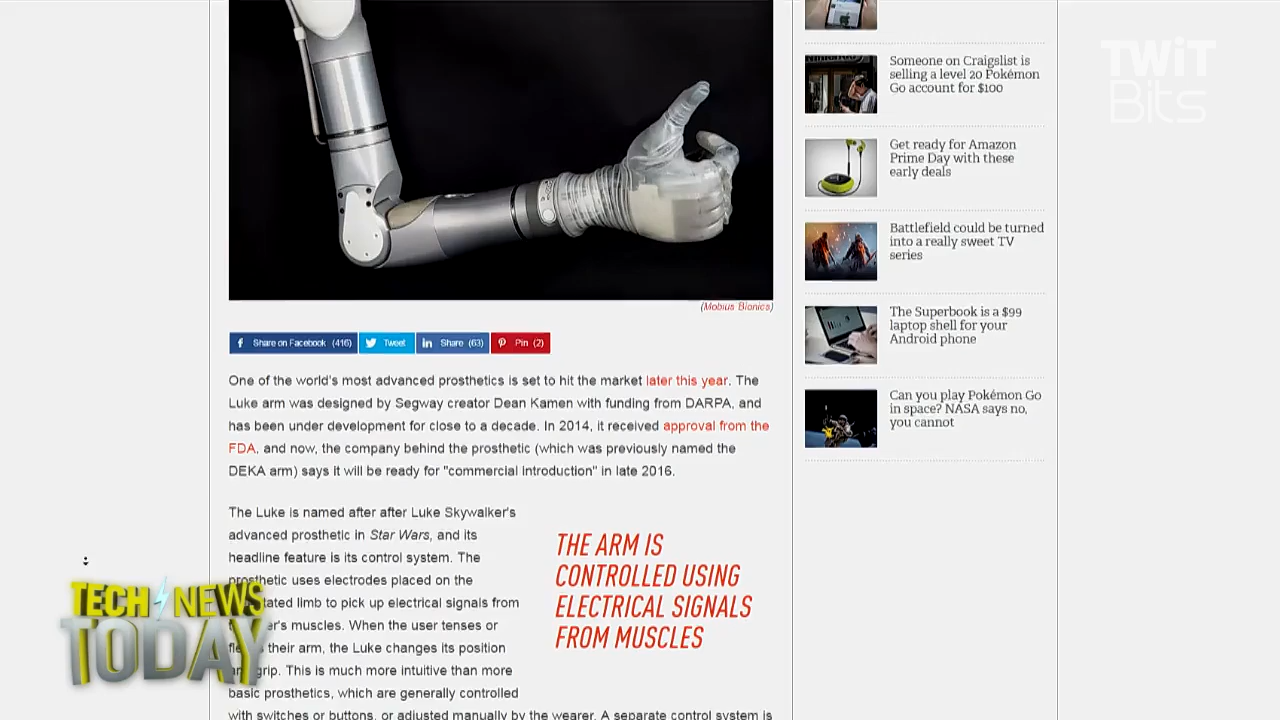 TWiT
Bits
Someone on Craigslist is
selling a level 20 Pokémon
Go account for $100
Get ready for Amazon
Prime Day with these
early deals
Battlefield could be turned
into a really sweet TV
series
The Superbook is a $99
laptop shell for your
Android phone
Can you play Pokémon Go
in space? NASA says no,
you cannot
(Mobius Bionics)
Share on Facebook (416) Tweet Share (63) Pin (2)
One of the world's most advanced prosthetics is set to hit the market later this year. The
Luke arm was designed by Segway creator Dean Kamen with funding from DARPA, and
has been under development for close to a decade. In 2014, it received approval from the
FDA, and now, the company behind the prosthetic (which was previously named the
DEKA arm) says it will be ready for "commercial introduction" in late 2016.
The Luke is named after after Luke Skywalker's
advanced prosthetic in Star Wars, and its
headline feature is its control system. The
prosthetic uses electrodes placed on the
limb to pick up electrical signals from
muscles. When the user tenses or
their arm, the Luke changes its position
grip. This is much more intuitive than more
basic prosthetics, which are generally controlled
with switches or buttons, or adjusted manually by the wearer. A separate control system is
THE ARM IS
CONTROLLED USING
ELECTRICAL SIGNALS
FROM MUSCLES
TECH NEWS
TODAY